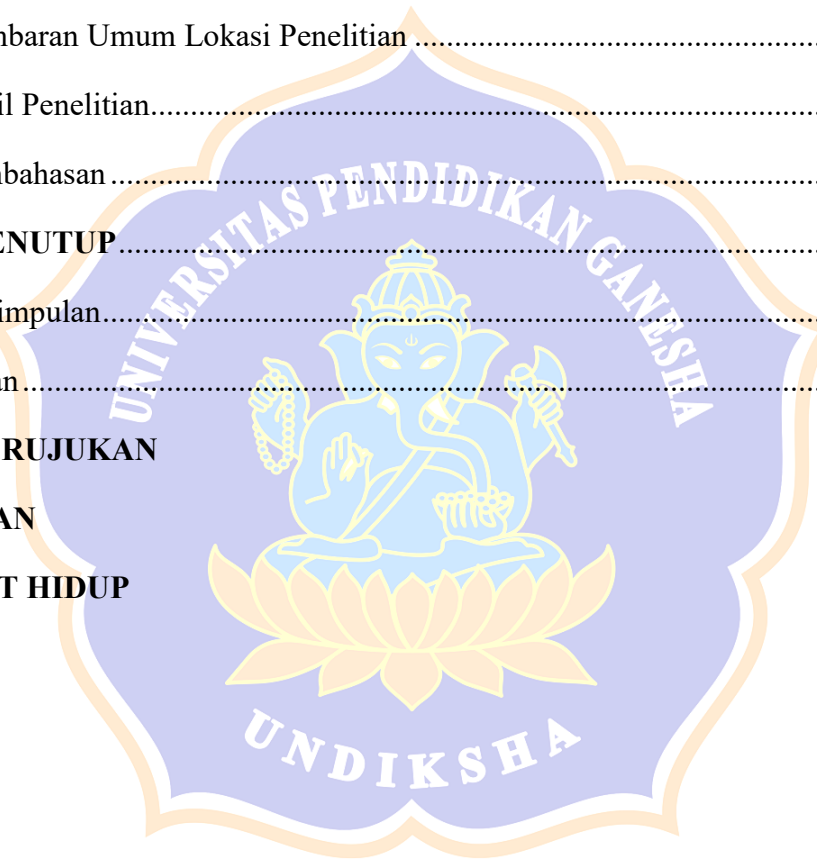 nbaran Umum Lokasi Penelitian ..................................................
il Penelitian..................................................................................
nbahasan .......................................................................................
ENUTUP......................................................................................
impulan........................................................................................
an ..................................................................................................
RUJUKAN
AN
T HIDUP
UNIVERSITAS PENDIDIKAN GANESHA
UNDIKSHA